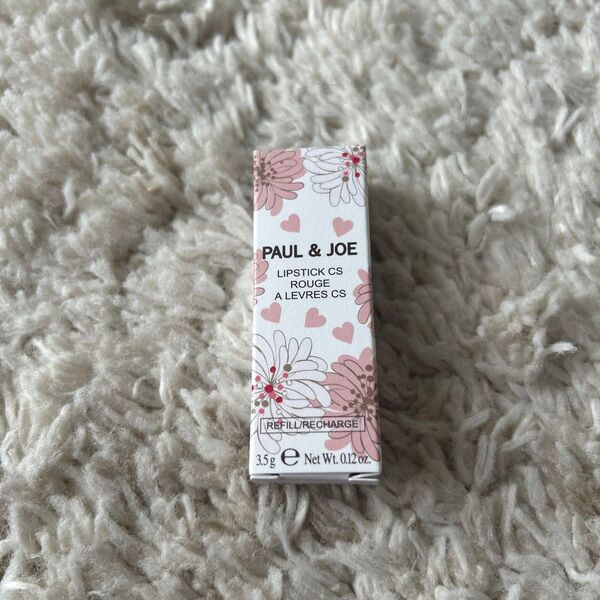 PAUL & JOE
LIPSTICK CS
ROUGE
A LEVRES CS
REFILL/RECHARGE
3.5g ℮ Net Wt. 0.12 oz.